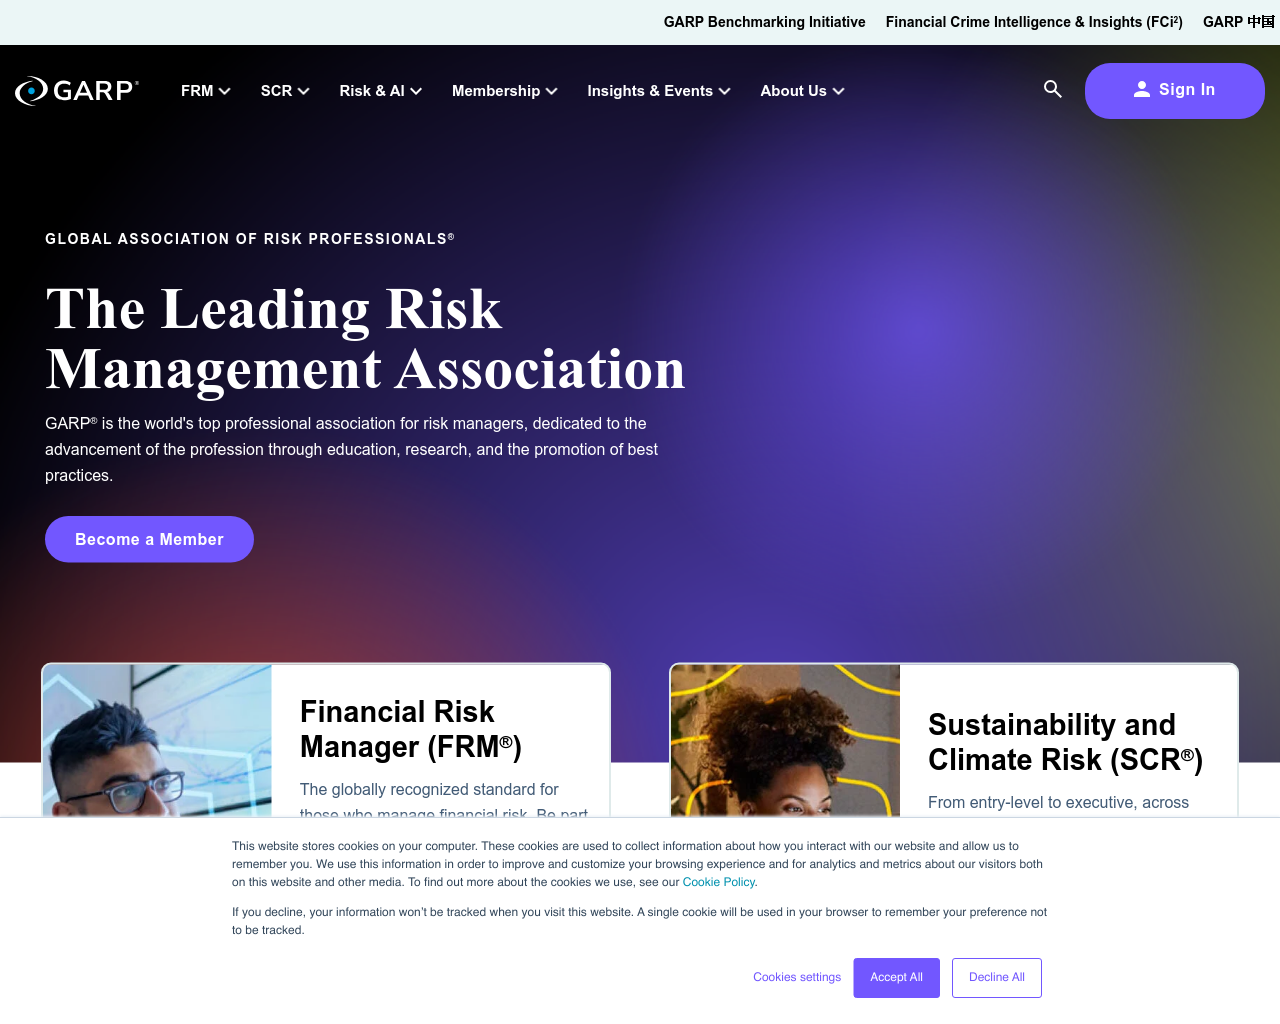 GARP Benchmarking Initiative Financial Crime Intelligence & Insights (FCi²) GARP 中国
GARP® FRM SCR Risk & AI Membership Insights & Events About Us Sign In
GLOBAL ASSOCIATION OF RISK PROFESSIONALS®
The Leading Risk
Management Association
GARP® is the world's top professional association for risk managers, dedicated to the
advancement of the profession through education, research, and the promotion of best
practices.
Become a Member
Financial Risk
Manager (FRM®)
The globally recognized standard for
those who manage financial risk. Be part
Sustainability and
Climate Risk (SCR®)
From entry-level to executive, across
This website stores cookies on your computer. These cookies are used to collect information about how you interact with our website and allow us to
remember you. We use this information in order to improve and customize your browsing experience and for analytics and metrics about our visitors both
on this website and other media. To find out more about the cookies we use, see our Cookie Policy.
If you decline, your information won't be tracked when you visit this website. A single cookie will be used in your browser to remember your preference not
to be tracked.
Cookies settings Accept All Decline All